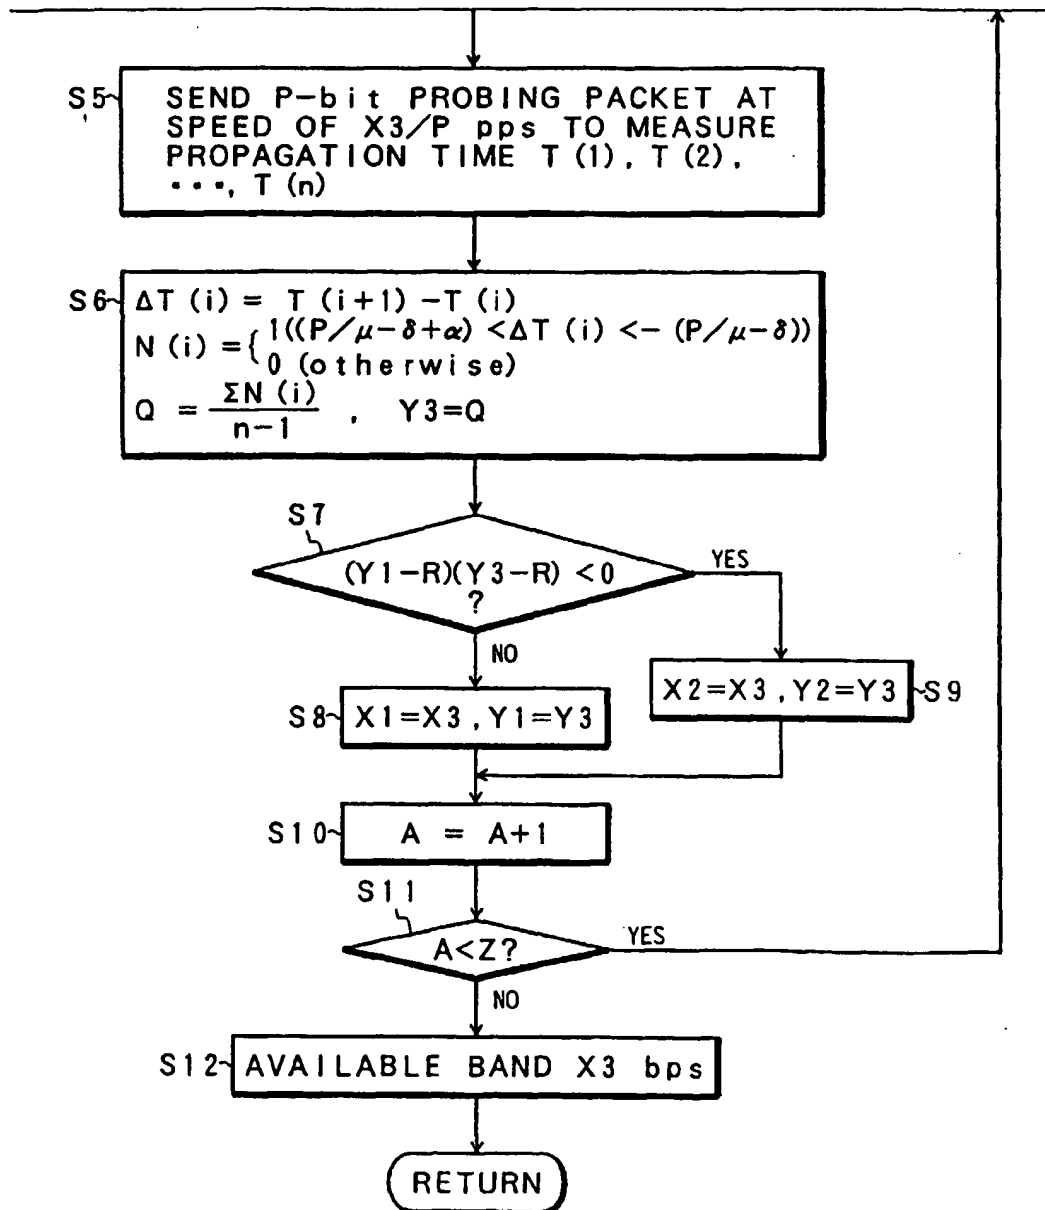 S5
SEND P-bit PROBING PACKET AT
SPEED OF X3/P pps TO MEASURE
PROPAGATION TIME T(1), T(2),
•••, T(n)
S6
ΔT(i) = T(i+1) -T(i)
N(i) = { 1((P/μ-δ+α) <ΔT(i) <- (P/μ-δ))
0 (otherwise)
Q = ΣN(i) / n-1 , Y3=Q
S7
(Y1-R)(Y3-R) <0
?
YES
NO
S8
X1=X3, Y1=Y3
X2=X3, Y2=Y3
S9
S10
A = A+1
S11
A<Z?
YES
NO
S12
AVAILABLE BAND X3 bps
RETURN